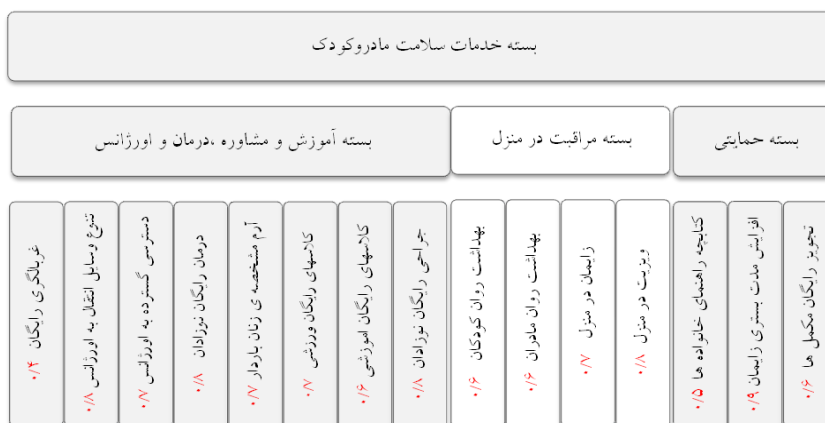 بسته خدمات سلامت مادروکودک
بسته حمایتی
بسته مراقبت در منزل
بسته آموزش و مشاوره ،درمان و اورژانس
تجویز رایگان مکمل ها ۰/۶
افزایش مدت بستری زایمان ۰/۹
کتابچه راهنمای خانواده ها ۰/۵
ویزیت در منزل ۰/۸
زایمان در منزل ۰/۷
بهداشت روان مادران ۰/۶
بهداشت روان کودکان ۰/۶
جراحی رایگان نوزادان ۰/۸
کلاسهای رایگان اموزشی ۰/۶
کلاسهای رایگان ورزشی ۰/۷
آرم مشخصه ی زنان باردار ۰/۷
درمان رایگان نوزادان ۰/۸
دسترسی گسترده به اورژانس ۰/۷
تنوع وسایل انتقال به اورژانس ۰/۸
غربالگری رایگان ۰/۴